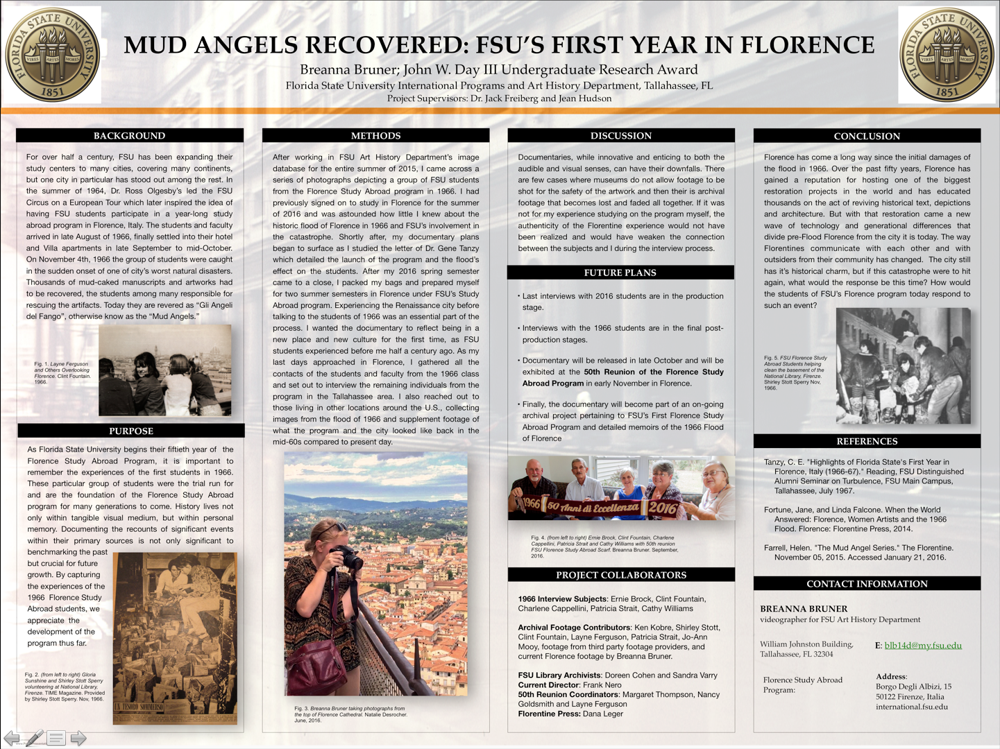 FLORIDA STATE UNIVERSITY
VIRES ARTES MORES
1851
MUD ANGELS RECOVERED: FSU'S FIRST YEAR IN FLORENCE
Breanna Bruner; John W. Day III Undergraduate Research Award
Florida State University International Programs and Art History Department, Tallahassee, FL
Project Supervisors: Dr. Jack Freiberg and Jean Hudson
FLORIDA STATE UNIVERSITY
VIRES ARTES MORES
1851
BACKGROUND
For over half a century, FSU has been expanding their
study centers to many cities, covering many continents,
but one city in particular has stood out among the rest. In
the summer of 1964, Dr. Ross Olgesby's led the FSU
Circus on a European Tour which later inspired the idea of
having FSU students participate in a year-long study
abroad program in Florence, Italy. The students and faculty
arrived in late August of 1966, finally settled into their hotel
and Villa apartments in late September to mid-October.
On November 4th, 1966 the group of students were caught
in the sudden onset of one of city's worst natural disasters.
Thousands of mud-caked manuscripts and artworks had
to be recovered, the students among many responsible for
rescuing the artifacts. Today they are revered as "Gli Angeli
del Fango", otherwise know as the "Mud Angels."
Fig. 1. Layne Ferguson
and Others Overlooking
Florence. Clint Fountain.
1966.
PURPOSE
As Florida State University begins their fiftieth year of the
Florence Study Abroad Program, it is important to
remember the experiences of the first students in 1966.
These particular group of students were the trial run for
and are the foundation of the Florence Study Abroad
program for many generations to come. History lives not
only within tangible visual medium, but within personal
memory. Documenting the recounts of significant events
within their primary sources is not only significant to
benchmarking the past
but crucial for future
growth. By capturing
the experiences of the
1966 Florence Study
Abroad students, we
appreciate the
development of the
program thus far.
Fig. 2. (from left to right) Gloria
Sunshine and Shirley Stott Sperry
volunteering at National Library,
Firenze. TIME Magazine. Provided
by Shirley Stott Sperry. Nov, 1966.
UN TESORO SOMMERSO
METHODS
After working in FSU Art History Department's image
database for the entire summer of 2015, I came across a
series of photographs depicting a group of FSU students
from the Florence Study Abroad program in 1966. I had
previously signed on to study in Florence for the summer
of 2016 and was astounded how little I knew about the
historic flood of Florence in 1966 and FSU's involvement in
the catastrophe. Shortly after, my documentary plans
began to surface as I studied the letter of Dr. Gene Tanzy
which detailed the launch of the program and the flood's
effect on the students. After my 2016 spring semester
came to a close, I packed my bags and prepared myself
for two summer semesters in Florence under FSU's Study
Abroad program. Experiencing the Renaissance city before
talking to the students of 1966 was an essential part of the
process. I wanted the documentary to reflect being in a
new place and new culture for the first time, as FSU
students experienced before me half a century ago. As my
last days approached in Florence, I gathered all the
contacts of the students and faculty from the 1966 class
and set out to interview the remaining individuals from the
program in the Tallahassee area. I also reached out to
those living in other locations around the U.S., collecting
images from the flood of 1966 and supplement footage of
what the program and the city looked like back in the
mid-60s compared to present day.
Fig. 3. Breanna Bruner taking photographs from
the top of Florence Cathedral. Natalie Desrocher.
June, 2016.
DISCUSSION
Documentaries, while innovative and enticing to both the
audible and visual senses, can have their downfalls. There
are few cases where museums do not allow footage to be
shot for the safety of the artwork and then their is archival
footage that becomes lost and faded all together. If it was
not for my experience studying on the program myself, the
authenticity of the Florentine experience would not have
been realized and would have weaken the connection
between the subjects and I during the interview process.
FUTURE PLANS
• Last interviews with 2016 students are in the production
stage.
• Interviews with the 1966 students are in the final post-
production stages.
• Documentary will be released in late October and will be
exhibited at the 50th Reunion of the Florence Study
Abroad Program in early November in Florence.
• Finally, the documentary will become part of an on-going
archival project pertaining to FSU's First Florence Study
Abroad Program and detailed memoirs of the 1966 Flood
of Florence
1966 50 Anni di Eccellenza 2016
Fig. 4. (from left to right) Ernie Brock, Clint Fountain, Charlene
Cappellini, Patricia Strait and Cathy Williams with 50th reunion
FSU Florence Study Abroad Scarf. Breanna Bruner. September,
2016.
PROJECT COLLABORATORS
1966 Interview Subjects: Ernie Brock, Clint Fountain,
Charlene Cappellini, Patricia Strait, Cathy Williams
Archival Footage Contributors: Ken Kobre, Shirley Stott,
Clint Fountain, Layne Ferguson, Patricia Strait, Jo-Ann
Mooy, footage from third party footage providers, and
current Florence footage by Breanna Bruner.
FSU Library Archivists: Doreen Cohen and Sandra Varry
Current Director: Frank Nero
50th Reunion Coordinators: Margaret Thompson, Nancy
Goldsmith and Layne Ferguson
Florentine Press: Dana Leger
CONCLUSION
Florence has come a long way since the initial damages of
the flood in 1966. Over the past fifty years, Florence has
gained a reputation for hosting one of the biggest
restoration projects in the world and has educated
thousands on the act of reviving historical text, depictions
and architecture. But with that restoration came a new
wave of technology and generational differences that
divide pre-Flood Florence from the city it is today. The way
Florentines communicate with each other and with
outsiders from their community has changed. The city still
has it's historical charm, but if this catastrophe were to hit
again, what would the response be this time? How would
the students of FSU's Florence program today respond to
such an event?
Fig. 5. FSU Florence Study
Abroad Students helping
clean the basement of the
National Library, Firenze.
Shirley Stott Sperry Nov,
1966.
REFERENCES
Tanzy, C. E. "Highlights of Florida State's First Year in
Florence, Italy (1966-67)." Reading, FSU Distinguished
Alumni Seminar on Turbulence, FSU Main Campus,
Tallahassee, July 1967.
Fortune, Jane, and Linda Falcone. When the World
Answered: Florence, Women Artists and the 1966
Flood. Florence: Florentine Press, 2014.
Farrell, Helen. "The Mud Angel Series." The Florentine.
November 05, 2015. Accessed January 21, 2016.
CONTACT INFORMATION
BREANNA BRUNER
videographer for FSU Art History Department
William Johnston Building,
Tallahassee, FL 32304
E: blb14d@my.fsu.edu
Florence Study Abroad
Program:
Address:
Borgo Degli Albizi, 15
50122 Firenze, Italia
international.fsu.edu